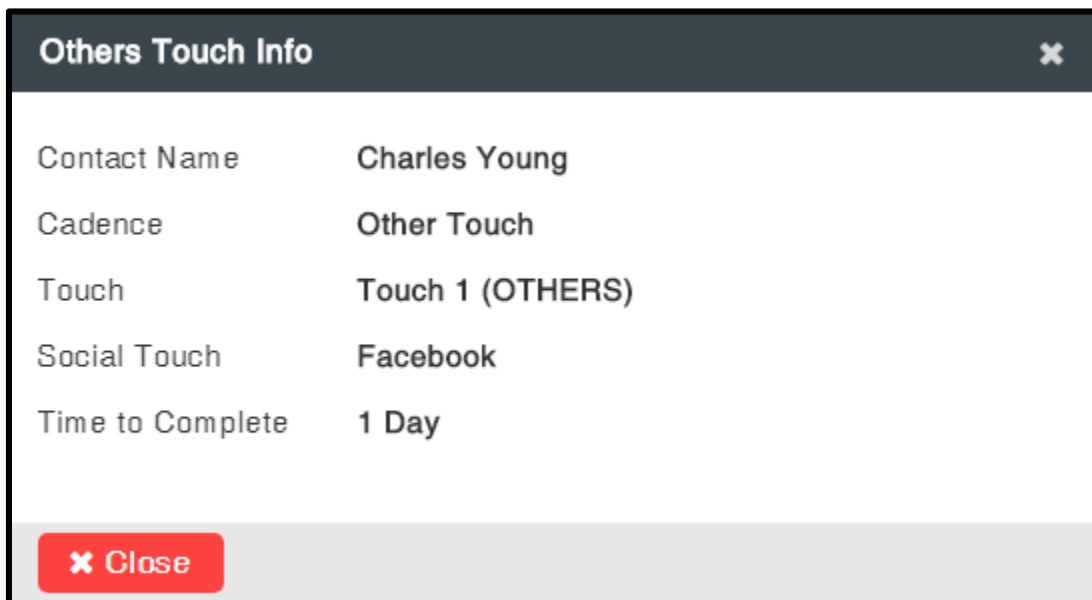 Others Touch Info
Contact Name Charles Young
Cadence Other Touch
Touch Touch 1 (OTHERS)
Social Touch Facebook
Time to Complete 1 Day
Close